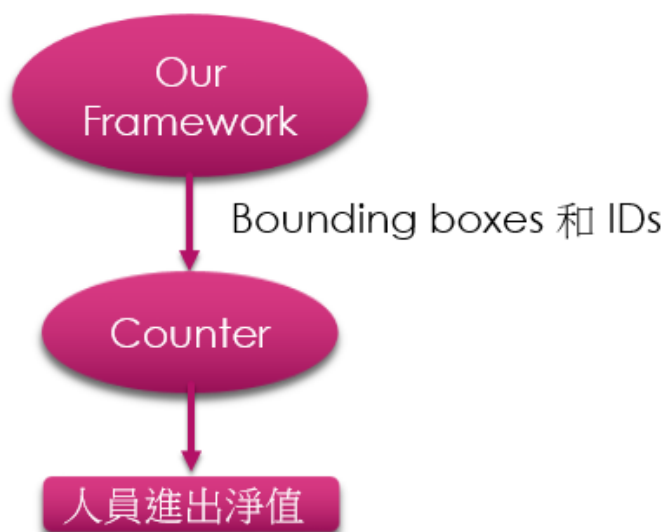 Our
Framework
Bounding boxes 和 IDs
Counter
人員進出淨值